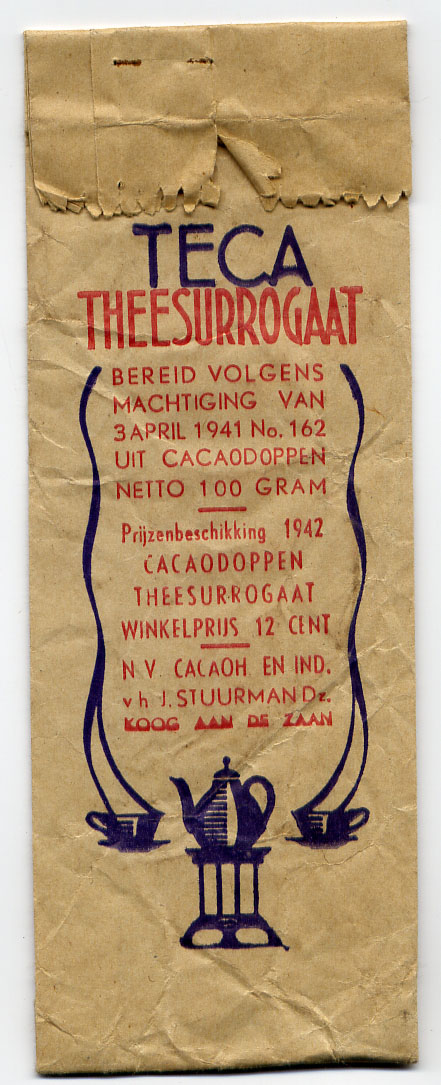 TECA
THEESURROGAAT
BEREID VOLGENS
MACHTIGING VAN
3 APRIL 1941 No. 162
UIT CACAODOPPEN
NETTO 100 GRAM
Prijzenbeschikking 1942
CACAODOPPEN
THEESURROGAAT
WINKELPRIJS 12 CENT
N.V. CACAOH. EN IND.
v h J. STUURMAN Dz.
KOOG AAN DE ZAAN